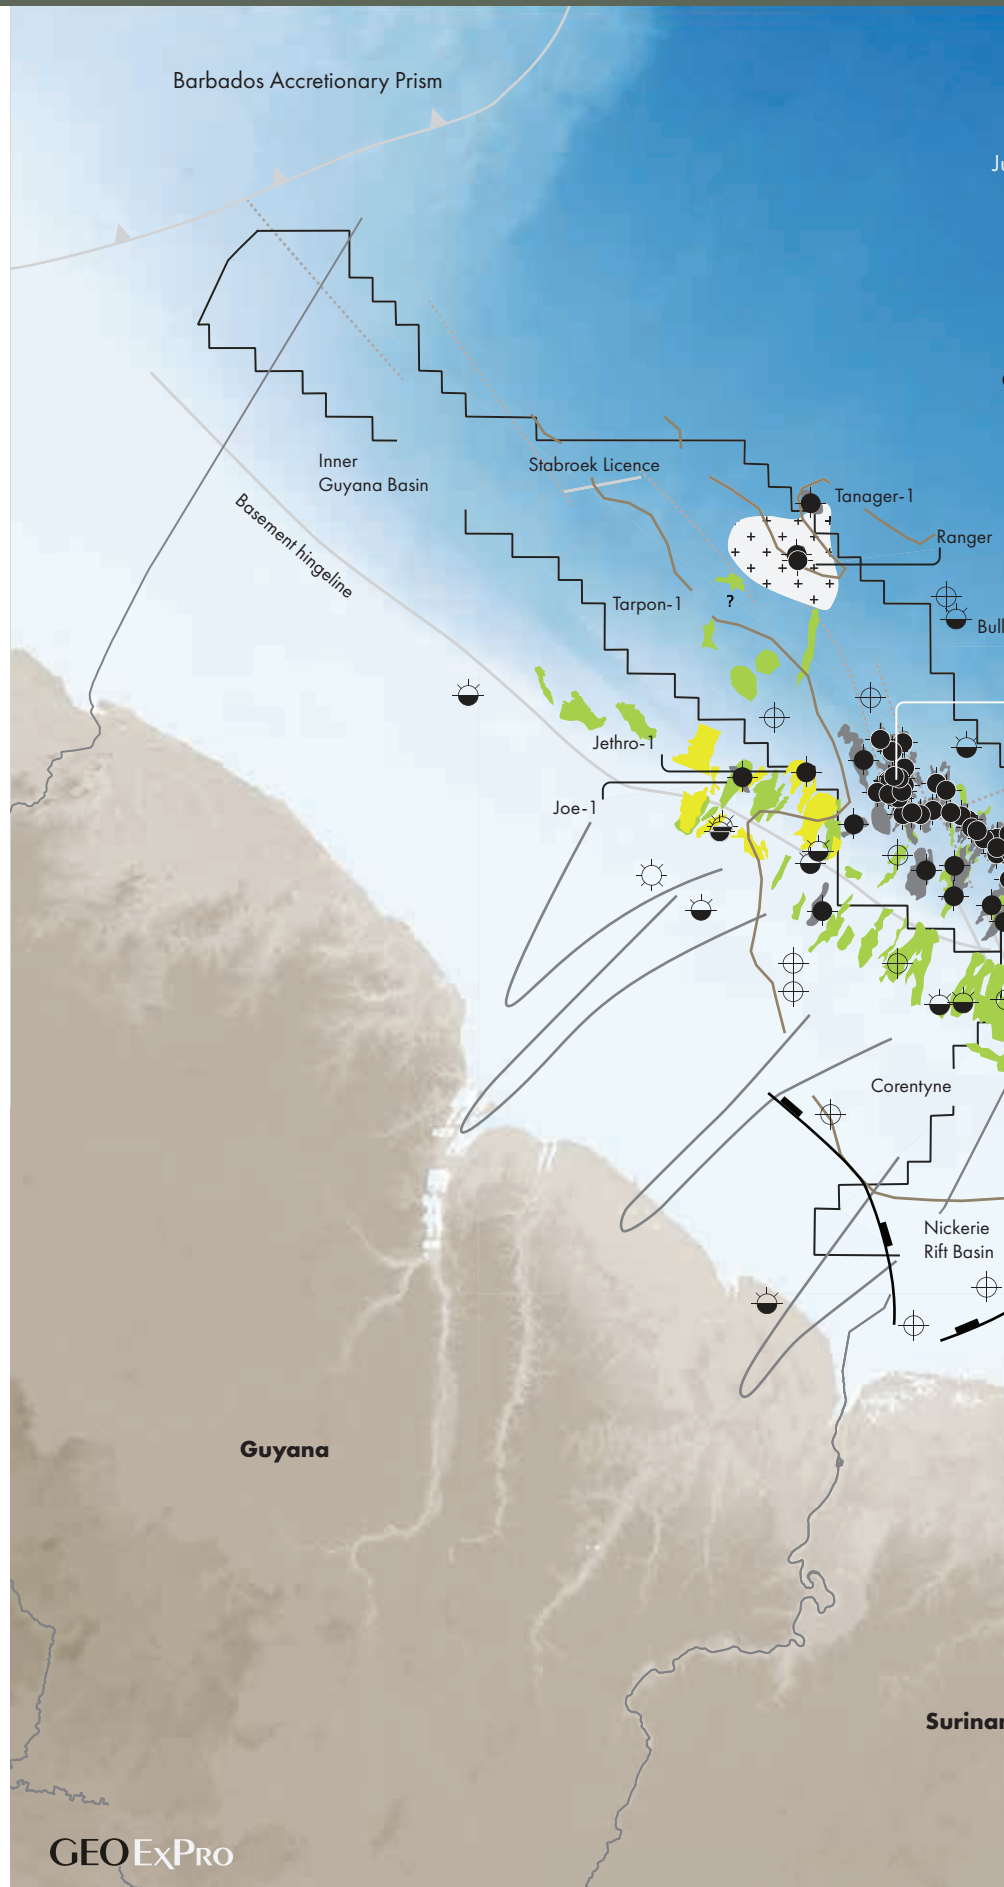 Barbados Accretionary Prism
Inner
Guyana Basin
Stabroek Licence
Tanager-1
Ranger
Basement hingeline
Tarpon-1
?
Jethro-1
Joe-1
Corentyne
Nickerie
Rift Basin
Guyana
GEO ExPro